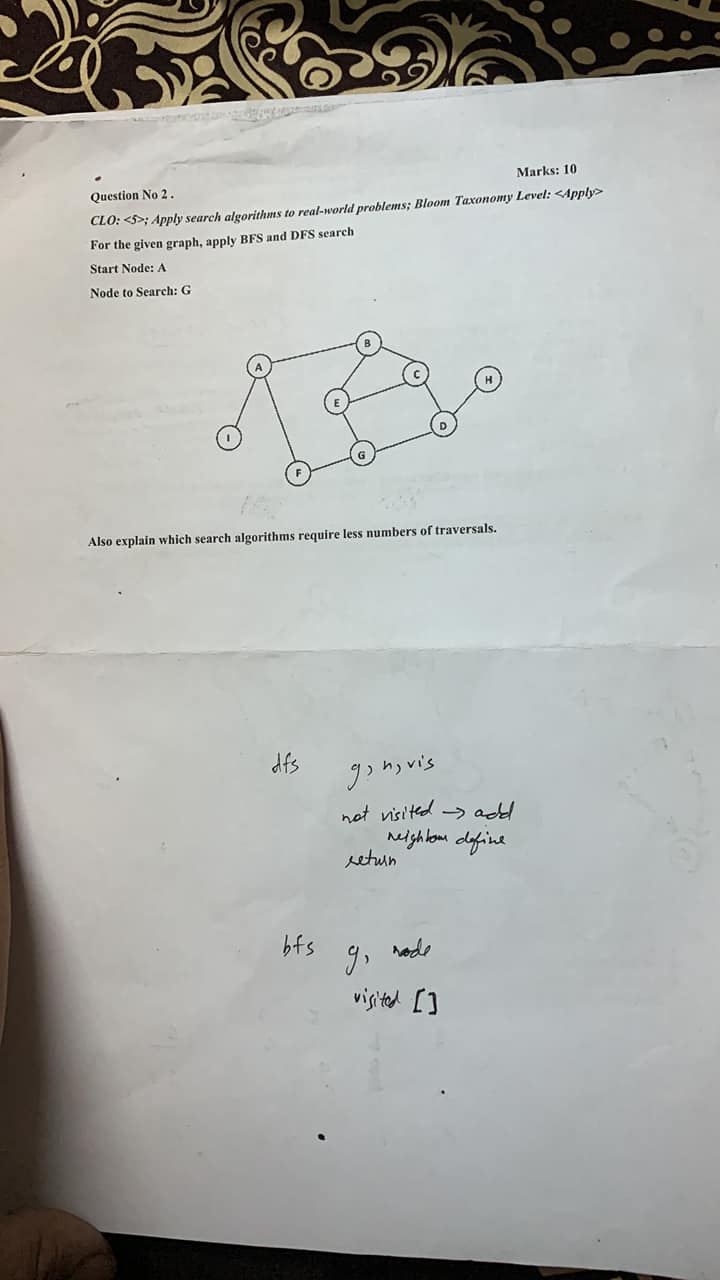 Marks: 10
Question No 2.
CLO: <5>; Apply search algorithms to real-world problems; Bloom Taxonomy Level: <Apply>
For the given graph, apply BFS and DFS search
Start Node: A
Node to Search: G
B
A
C
H
E
D
I
G
F
Also explain which search algorithms require less numbers of traversals.
dfs g, n, vis
not visited → add
define
return
bfs g, node
visited []